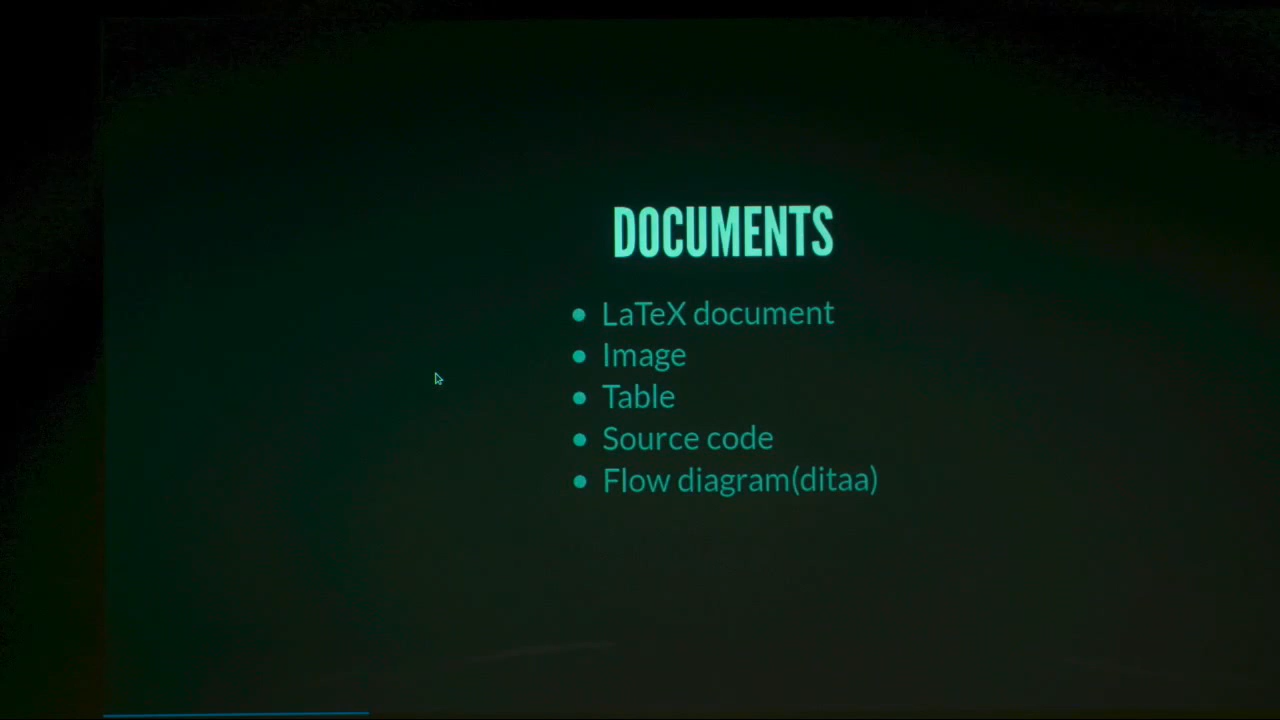 DOCUMENTS
LaTeX document
Image
Table
Source code
Flow diagram(ditaa)